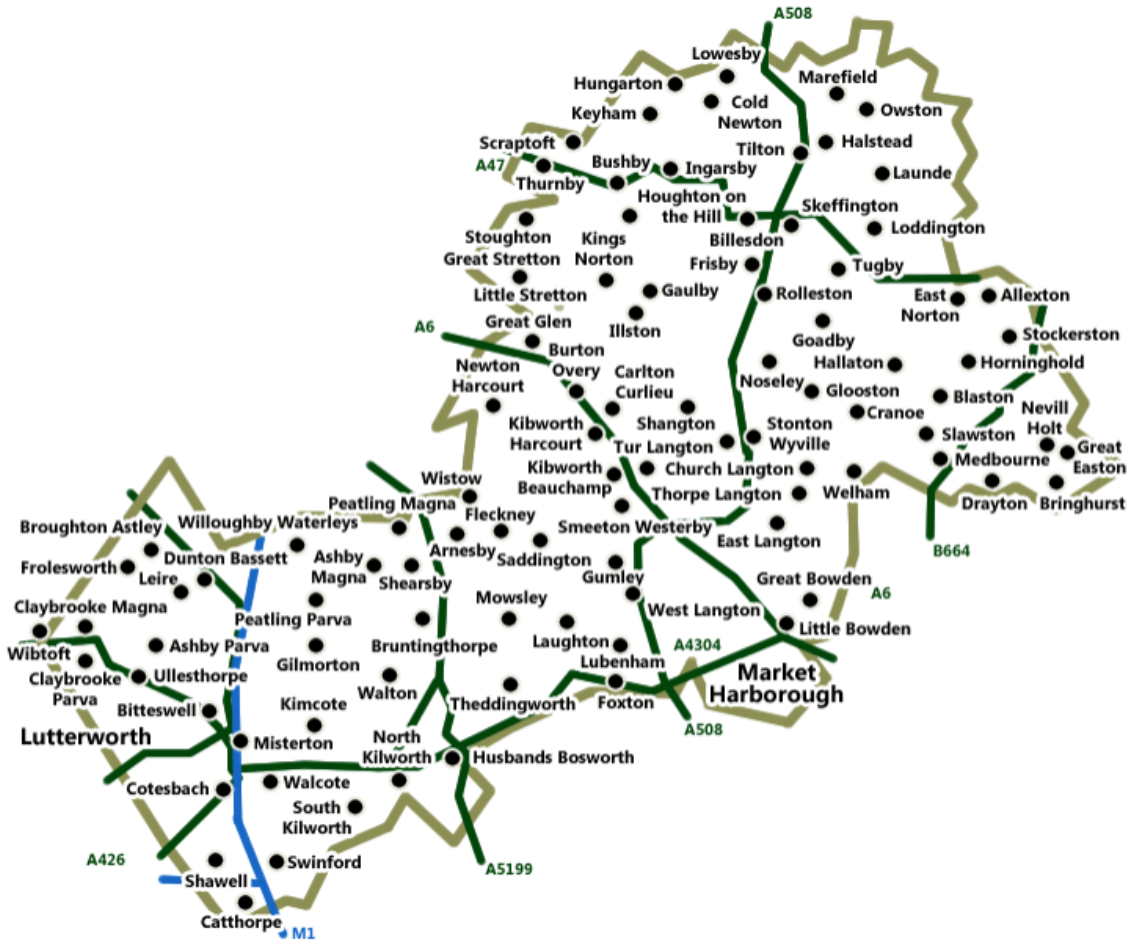 A508
Lowesby
Marefield
Hungarton
Cold
Newton
Owston
Keyham
Scraptoft
Tilton
Halstead
A47
Bushby
Ingarsby
Launde
Thurnby
Houghton on
the Hill
Skeffington
Stoughton
Kings
Norton
Billesdon
Loddington
Great Stretton
Frisby
Tugby
Little Stretton
Gaulby
Rolleston
East
Norton
Allexton
Great Glen
Illston
A6
Goadby
Stockerston
Burton
Overy
Newton
Harcourt
Carlton
Curlieu
Noseley
Hallaton
Horninghold
Glooston
Blaston
Cranoe
Nevill
Holt
Kibworth
Harcourt
Shangton
Stonton
Wyville
Slawston
Great
Easton
Tur Langton
Church Langton
Medbourne
Kibworth
Beauchamp
Wistow
Thorpe Langton
Welham
Drayton
Bringhurst
Peatling Magna
Fleckney
Smeeton Westerby
Broughton Astley
Willoughby Waterleys
East Langton
B664
Arnesby
Saddington
Dunton Bassett
Ashby
Magna
Shearsby
Frolesworth
Leire
Gumley
Great Bowden
A6
Claybrooke Magna
Peatling Parva
Mowsley
West Langton
Little Bowden
Wibtoft
Ashby Parva
Bruntingthorpe
Laughton
A4304
Gilmorton
Lubenham
Claybrooke
Parva
Ullesthorpe
Walton
Market
Harborough
Theddingworth
Foxton
Bitteswell
Kimcote
A508
Lutterworth
Misterton
North
Kilworth
Husbands Bosworth
Cotesbach
Walcote
South
Kilworth
A426
Swinford
A5199
Shawell
Catthorpe
M1